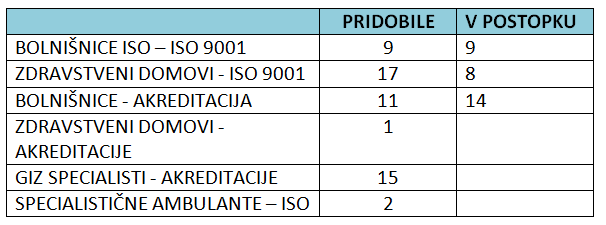 PRIDOBILE V POSTOPKU
BOLNIŠNICE ISO – ISO 9001 9 9
ZDRAVSTVENI DOMOVI - ISO 9001 17 8
BOLNIŠNICE - AKREDITACIJA 11 14
ZDRAVSTVENI DOMOVI - 1
AKREDITACIJE
GIZ SPECIALISTI - AKREDITACIJE 15
SPECIALISTIČNE AMBULANTE – ISO 2